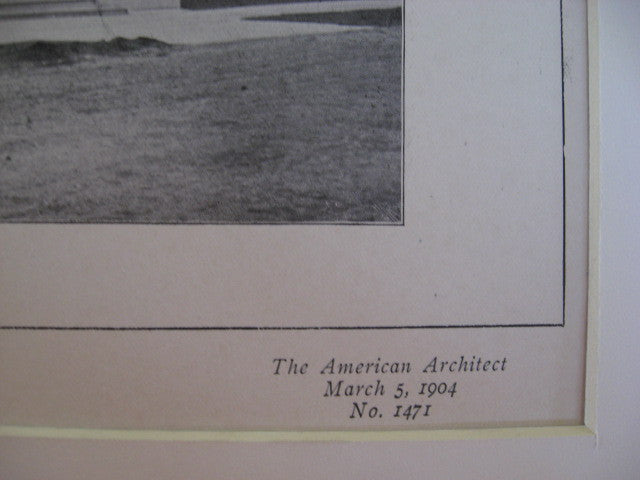 The American Architect
March 5, 1904
No. 1471